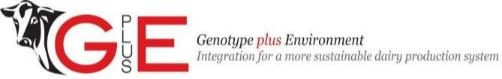 G PLUS E
Genotype plus Environment
Integration for a more sustainable dairy production system